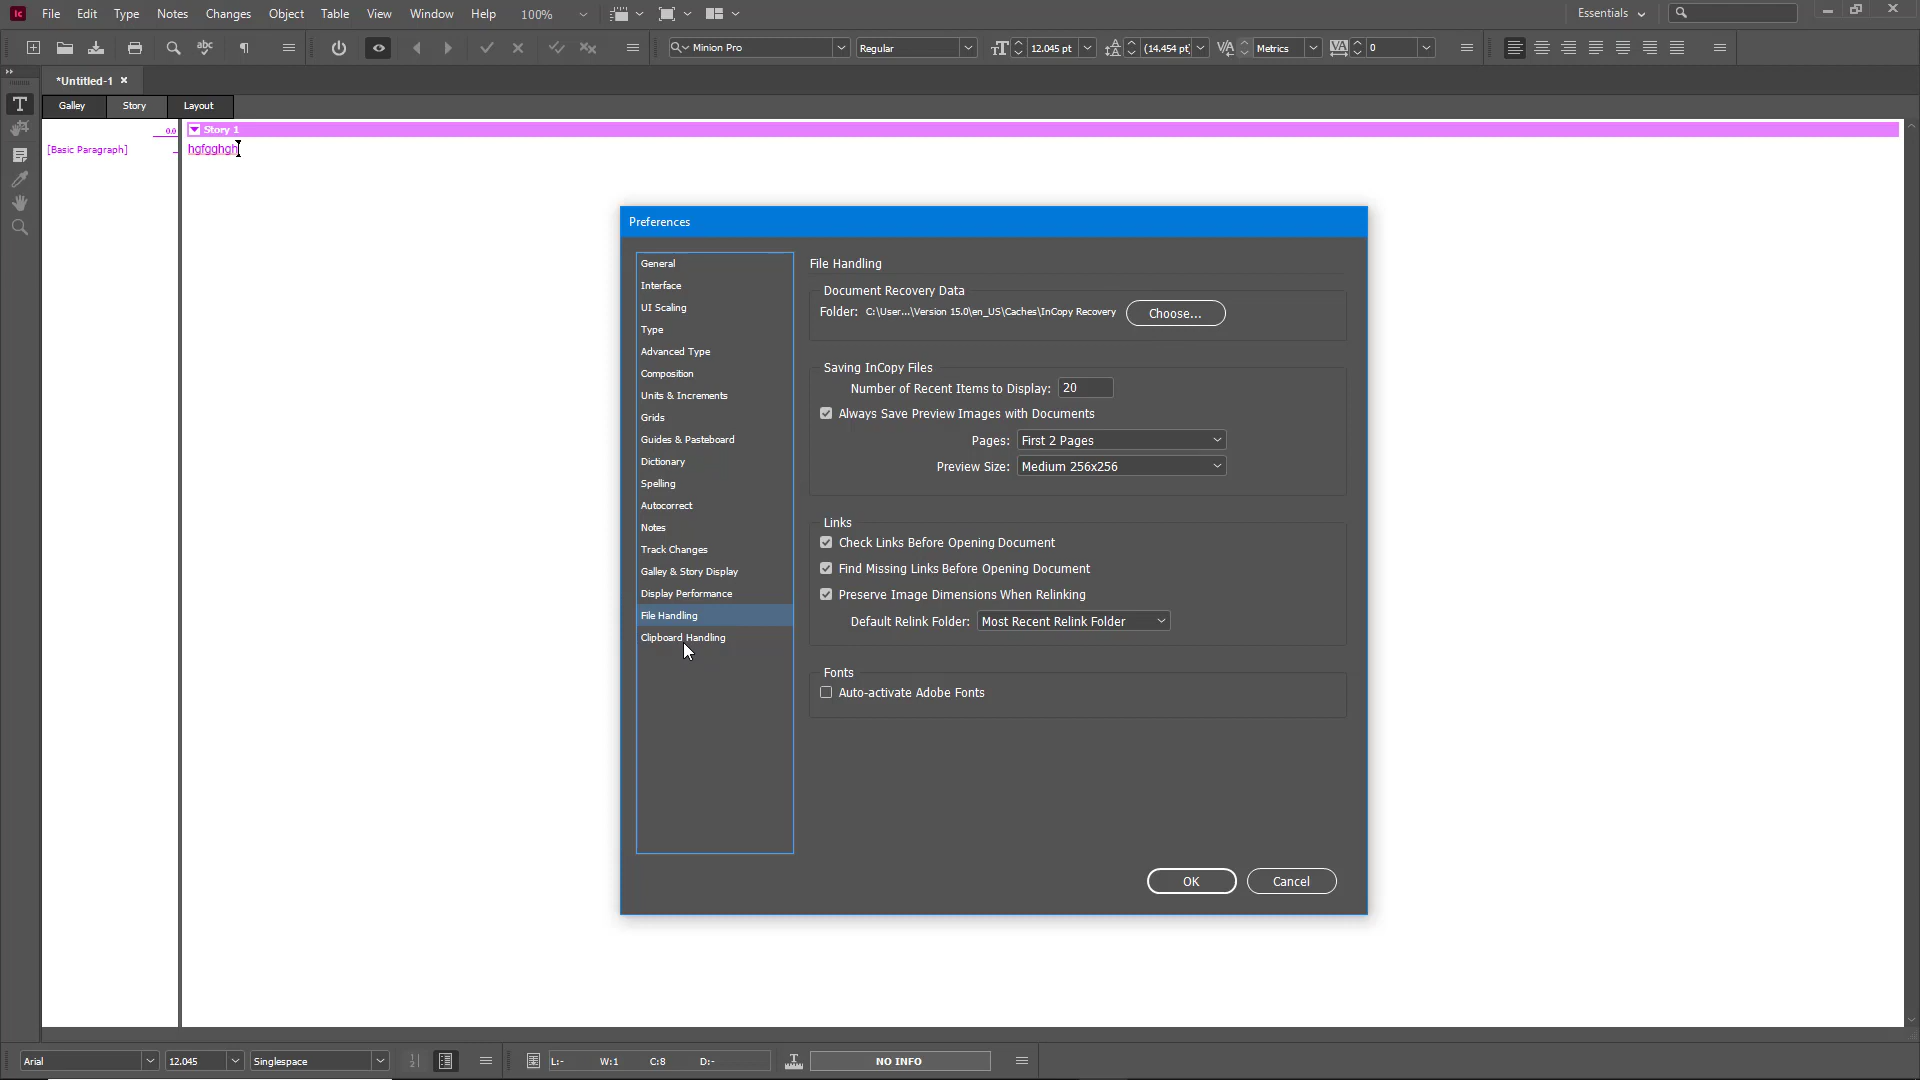 Ic File Edit Type Notes Changes Object Table View Window Help 100% Essentials
abc Minion Pro Regular 12.045 pt (14.454 pt) Metrics VA 0
*Untitled-1 ×
Galley Story Layout
0.0 Story 1
[Basic Paragraph] hgfgghgh
Preferences
General
Interface
UI Scaling
Type
Advanced Type
Composition
Units & Increments
Grids
Guides & Pasteboard
Dictionary
Spelling
Autocorrect
Notes
Track Changes
Galley & Story Display
Display Performance
File Handling
Clipboard Handling
File Handling
Document Recovery Data
Folder: C:\User...\Version 15.0\en_US\Caches\InCopy Recovery Choose...
Saving InCopy Files
Number of Recent Items to Display: 20
Always Save Preview Images with Documents
Pages: First 2 Pages
Preview Size: Medium 256x256
Links
Check Links Before Opening Document
Find Missing Links Before Opening Document
Preserve Image Dimensions When Relinking
Default Relink Folder: Most Recent Relink Folder
Fonts
Auto-activate Adobe Fonts
OK Cancel
Arial 12.045 Singlespace L:- W:1 C:8 D:- NO INFO